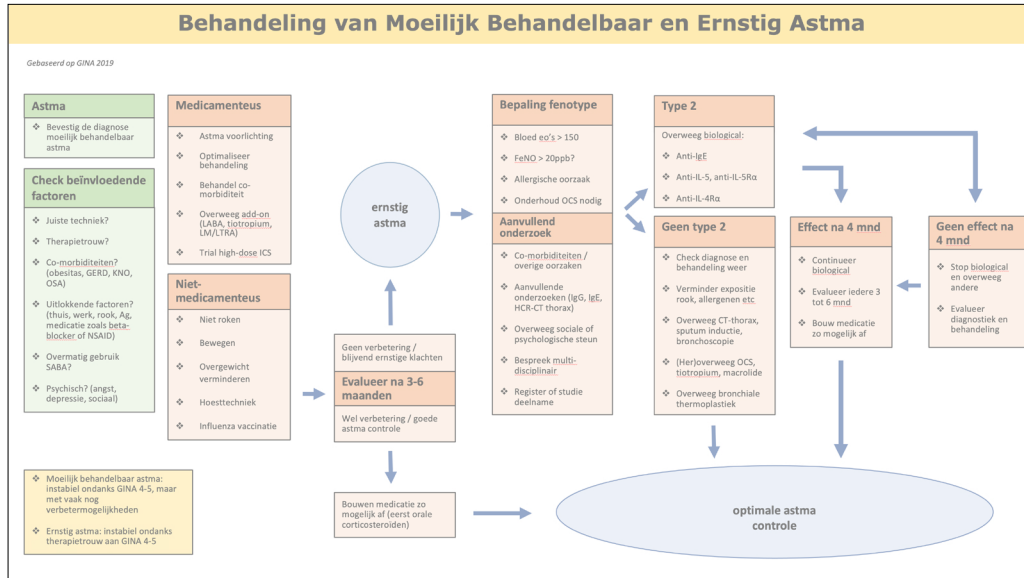 Behandeling van Moeilijk Behandelbaar en Ernstig Astma
Gebaseerd op GINA 2019
Astma
❖ Bevestig de diagnose
moeilijk behandelbaar
astma
Check beïnvloedende
factoren
❖ Juiste techniek?
❖ Therapietrouw?
❖ Co-morbiditeiten?
(obesitas, GERD, KNO,
OSA)
❖ Uitlokkende factoren?
(thuis, werk, rook, Ag,
medicatie zoals beta-
blocker of NSAID)
❖ Overmatig gebruik
SABA?
❖ Psychisch? (angst,
depressie, sociaal)
❖ Moeilijk behandelbaar astma:
instabiel ondanks GINA 4-5, maar
met vaak nog
verbetermogelijkheden
❖ Ernstig astma: instabiel ondanks
therapietrouw aan GINA 4-5
Medicamenteus
❖ Astma voorlichting
❖ Optimaliseer
behandeling
❖ Behandel co-
morbiditeit
❖ Overweeg add-on
(LABA, tiotropium,
LM/LTRA)
❖ Trial high-dose ICS
Niet-
medicamenteus
❖ Niet roken
❖ Bewegen
❖ Overgewicht
verminderen
❖ Hoesttechniek
❖ Influenza vaccinatie
ernstig
astma
Geen verbetering /
blijvend ernstige klachten
Evalueer na 3-6
maanden
Wel verbetering / goede
astma controle
Bouwen medicatie zo
mogelijk af (eerst orale
corticosteroïden)
Bepaling fenotype
❖ Bloed eo's > 150
❖ FeNO > 20ppb?
❖ Allergische oorzaak
❖ Onderhoud OCS nodig
Aanvullend
onderzoek
❖ Co-morbiditeiten /
overige oorzaken
❖ Aanvullende
onderzoeken (IgG, IgE,
HCR-CT thorax)
❖ Overweeg sociale of
psychologische steun
❖ Bespreek multi-
disciplinair
❖ Register of studie
deelname
Type 2
Overweeg biological:
❖ Anti-IgE
❖ Anti-IL-5, anti-IL-5Rα
❖ Anti-IL-4Rα
Geen type 2
❖ Check diagnose en
behandeling weer
❖ Verminder expositie
rook, allergenen etc
❖ Overweeg CT-thorax,
sputum inductie,
bronchoscopie
❖ (Her)overweeg OCS,
tiotropium, macrolide
❖ Overweeg bronchiale
thermoplastiek
Effect na 4 mnd
❖ Continueer
biological
❖ Evalueer iedere 3
tot 6 mnd
❖ Bouw medicatie
zo mogelijk af
Geen effect na
4 mnd
❖ Stop biological
en overweeg
andere
❖ Evalueer
diagnostiek en
behandeling
optimale astma
controle